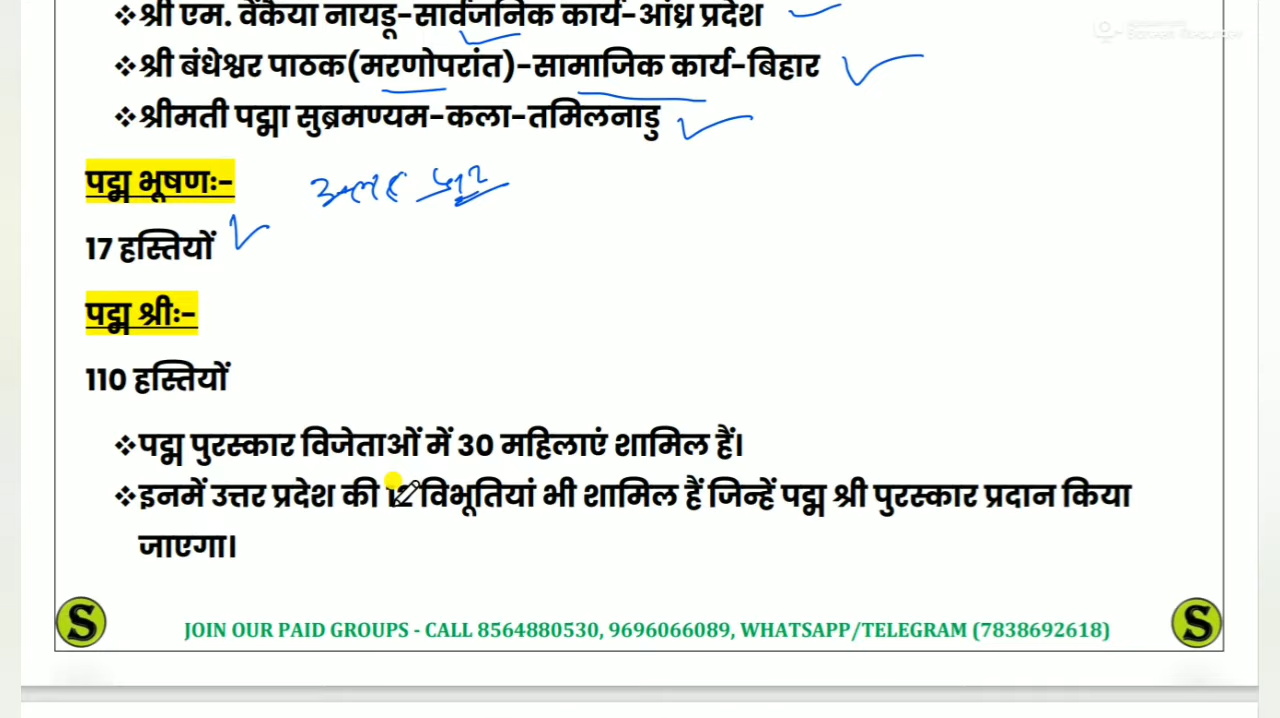 ❖श्री एम. वेंकैया नायडू-सार्वजनिक कार्य-आंध्र प्रदेश
❖श्री बंधेश्वर पाठक(मरणोपरांत)-सामाजिक कार्य-बिहार
❖श्रीमती पद्मा सुब्रमण्यम-कला-तमिलनाडु
पद्म भूषणः-
17 हस्तियों
पद्म श्रीः-
110 हस्तियों
❖पद्म पुरस्कार विजेताओं में 30 महिलाएं शामिल हैं।
❖इनमें उत्तर प्रदेश की 12 विभूतियां भी शामिल हैं जिन्हें पद्म श्री पुरस्कार प्रदान किया
जाएगा।
S
S
JOIN OUR PAID GROUPS - CALL 8564880530, 9696066089, WHATSAPP/TELEGRAM (7838692618)